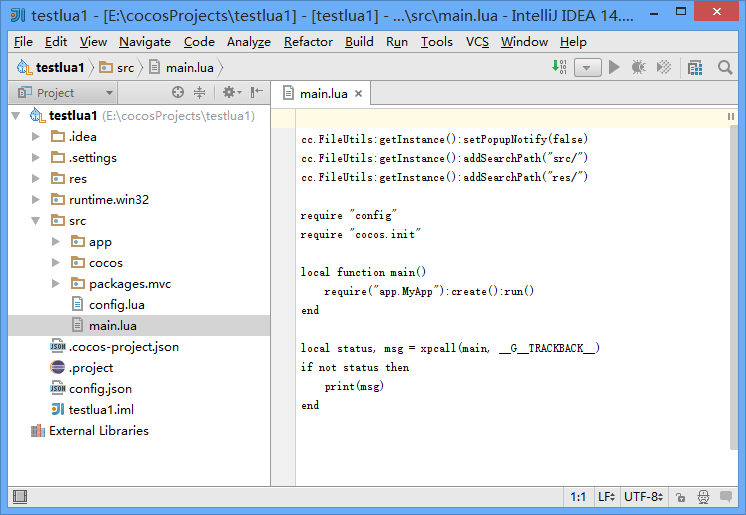 testlua1 - [E:\cocosProjects\testlua1] - [testlua1] - ...\src\main.lua - IntelliJ IDEA 14....
File Edit View Navigate Code Analyze Refactor Build Run Tools VCS Window Help
testlua1 src main.lua
Project
main.lua
testlua1 (E:\cocosProjects\testlua1)
.idea
.settings
res
runtime.win32
src
app
cocos
packages.mvc
config.lua
main.lua
.cocos-project.json
.project
config.json
testlua1.iml
External Libraries
cc.FileUtils:getInstance():setPopupNotify(false)
cc.FileUtils:getInstance():addSearchPath("src/")
cc.FileUtils:getInstance():addSearchPath("res/")
require "config"
require "cocos.init"
local function main()
    require("app.MyApp"):create():run()
end
local status, msg = xpcall(main, __G__TRACKBACK__)
if not status then
    print(msg)
end
1:1 LF UTF-8